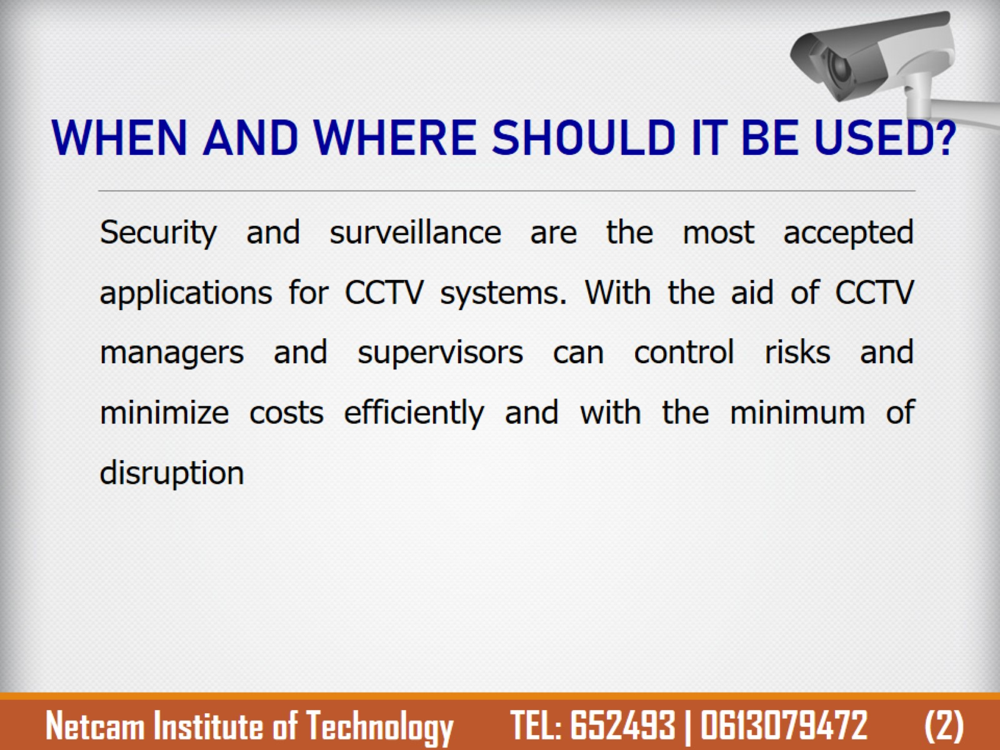 WHEN AND WHERE SHOULD IT BE USED?
Security and surveillance are the most accepted
applications for CCTV systems. With the aid of CCTV
managers and supervisors can control risks and
minimize costs efficiently and with the minimum of
disruption
Netcam Institute of Technology TEL: 652493 | 0613079472 (2)